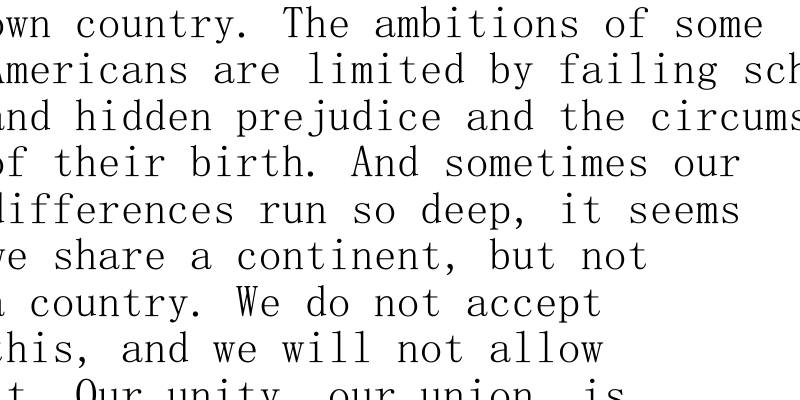 own country. The ambitions of some
Americans are limited by failing sch
and hidden prejudice and the circums
of their birth. And sometimes our
differences run so deep, it seems
we share a continent, but not
a country. We do not accept
this, and we will not allow
it. Our unity, our union, is